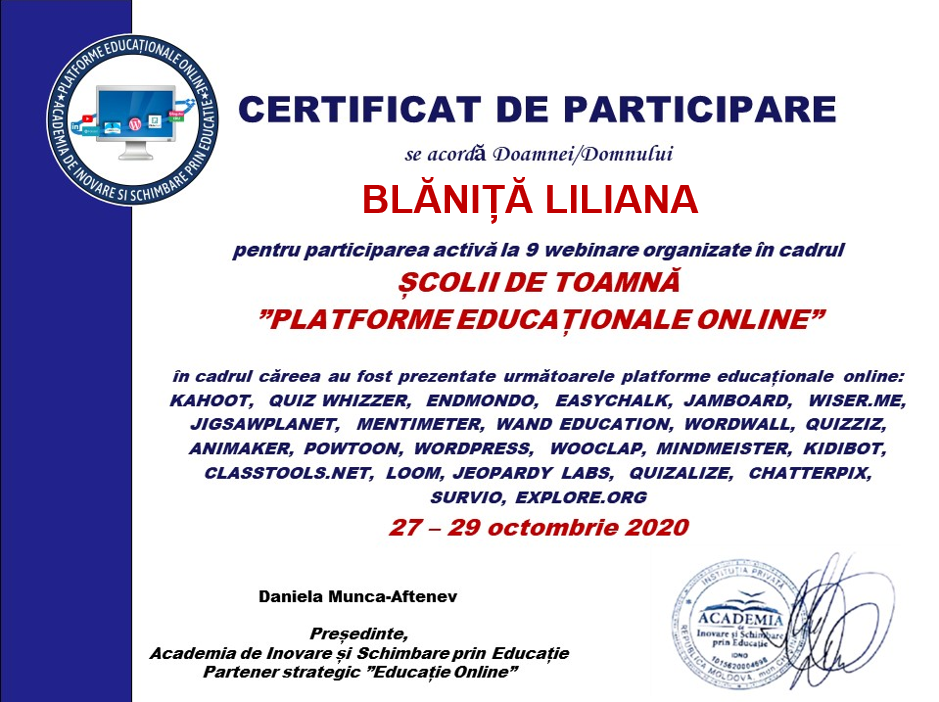 PLATFORME EDUCAȚIONALE ONLINE
ACADEMIA DE INOVARE SI SCHIMBARE PRIN EDUCATIE
CERTIFICAT DE PARTICIPARE
se acordă Doamnei/Domnului
BLĂNIȚĂ LILIANA
pentru participarea activă la 9 webinare organizate în cadrul
ȘCOLII DE TOAMNĂ
”PLATFORME EDUCAȚIONALE ONLINE”
în cadrul căreea au fost prezentate următoarele platforme educaționale online:
KAHOOT, QUIZ WHIZZER, ENDMONDO, EASYCHALK, JAMBOARD, WISER.ME,
JIGSAWPLANET, MENTIMETER, WAND EDUCATION, WORDWALL, QUIZZIZ,
ANIMAKER, POWTOON, WORDPRESS, WOOCLAP, MINDMEISTER, KIDIBOT,
CLASSTOOLS.NET, LOOM, JEOPARDY LABS, QUIZALIZE, CHATTERPIX,
SURVIO, EXPLORE.ORG
27 – 29 octombrie 2020
Daniela Munca-Aftenev
Președinte,
Academia de Inovare și Schimbare prin Educație
Partener strategic ”Educație Online”
INSTITUȚIA PRIVATĂ
ACADEMIA
de
Inovare și Schimbare
prin Educație
IDNO
1015620004698
REPUBLICA MOLDOVA, mun.